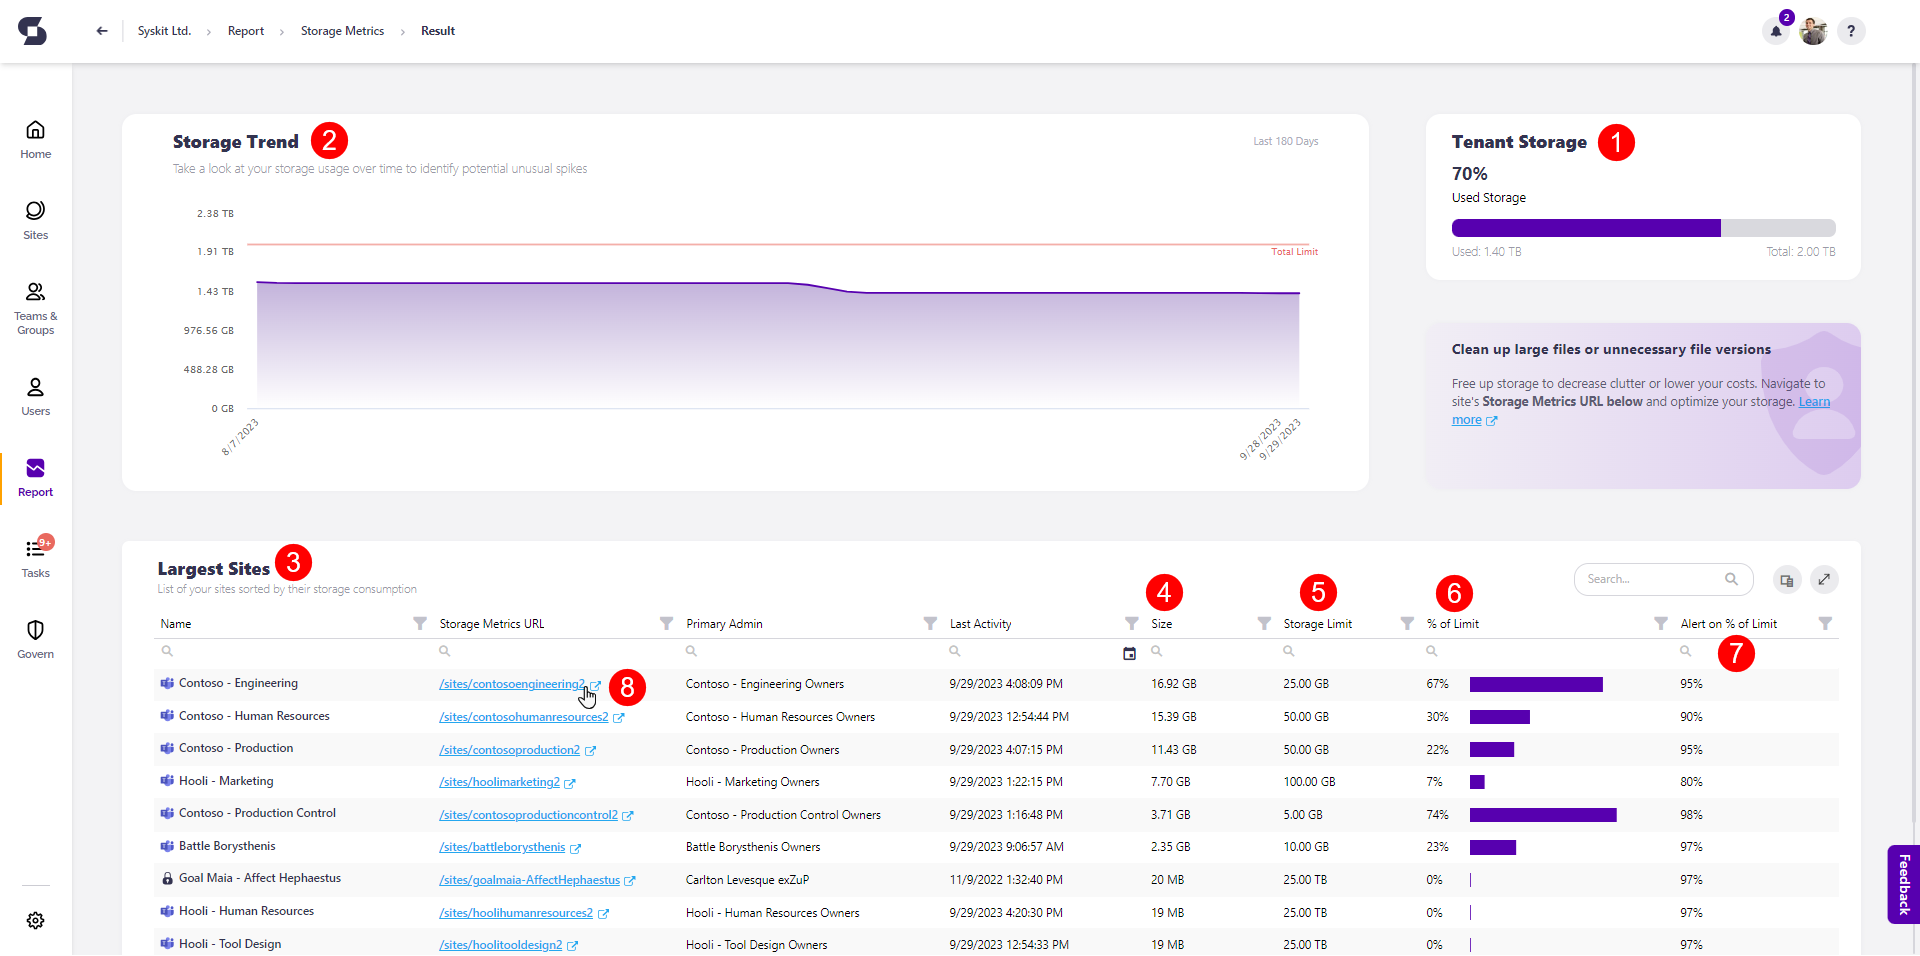 Syskit Ltd. › Report › Storage Metrics › Result
2
?
Home
Sites
Teams &
Groups
Users
Report
9+
Tasks
Govern
Storage Trend 2
Last 180 Days
Take a look at your storage usage over time to identify potential unusual spikes
2.38 TB
1.91 TB
Total Limit
1.43 TB
976.56 GB
488.28 GB
0 GB
8/7/2023
9/28/2023
9/29/2023
Tenant Storage 1
70%
Used Storage
Used: 1.40 TB Total: 2.00 TB
Clean up large files or unnecessary file versions
Free up storage to decrease clutter or lower your costs. Navigate to
site's Storage Metrics URL below and optimize your storage. Learn
more
Largest Sites 3
List of your sites sorted by their storage consumption
Search...
4 5 6
Name Storage Metrics URL Primary Admin Last Activity Size Storage Limit % of Limit Alert on % of Limit
7
Contoso - Engineering /sites/contosoengineering2 8 Contoso - Engineering Owners 9/29/2023 4:08:09 PM 16.92 GB 25.00 GB 67% 95%
Contoso - Human Resources /sites/contosohumanresources2 Contoso - Human Resources Owners 9/29/2023 12:54:44 PM 15.39 GB 50.00 GB 30% 90%
Contoso - Production /sites/contosoproduction2 Contoso - Production Owners 9/29/2023 4:07:15 PM 11.43 GB 50.00 GB 22% 95%
Hooli - Marketing /sites/hoolimarketing2 Hooli - Marketing Owners 9/29/2023 1:22:15 PM 7.70 GB 100.00 GB 7% 80%
Contoso - Production Control /sites/contosoproductioncontrol2 Contoso - Production Control Owners 9/29/2023 1:16:48 PM 3.71 GB 5.00 GB 74% 98%
Battle Borysthenis /sites/battleborysthenis Battle Borysthenis Owners 9/29/2023 9:06:57 AM 2.35 GB 10.00 GB 23% 97%
Goal Maia - Affect Hephaestus /sites/goalmaia-AffectHephaestus Carlton Levesque exZuP 11/9/2022 1:32:40 PM 20 MB 25.00 TB 0% 97%
Hooli - Human Resources /sites/hoolihumanresources2 Hooli - Human Resources Owners 9/29/2023 4:20:30 PM 19 MB 25.00 TB 0% 97%
Hooli - Tool Design /sites/hoolitooldesign2 Hooli - Tool Design Owners 9/29/2023 12:54:33 PM 19 MB 25.00 TB 0% 97%
Feedback